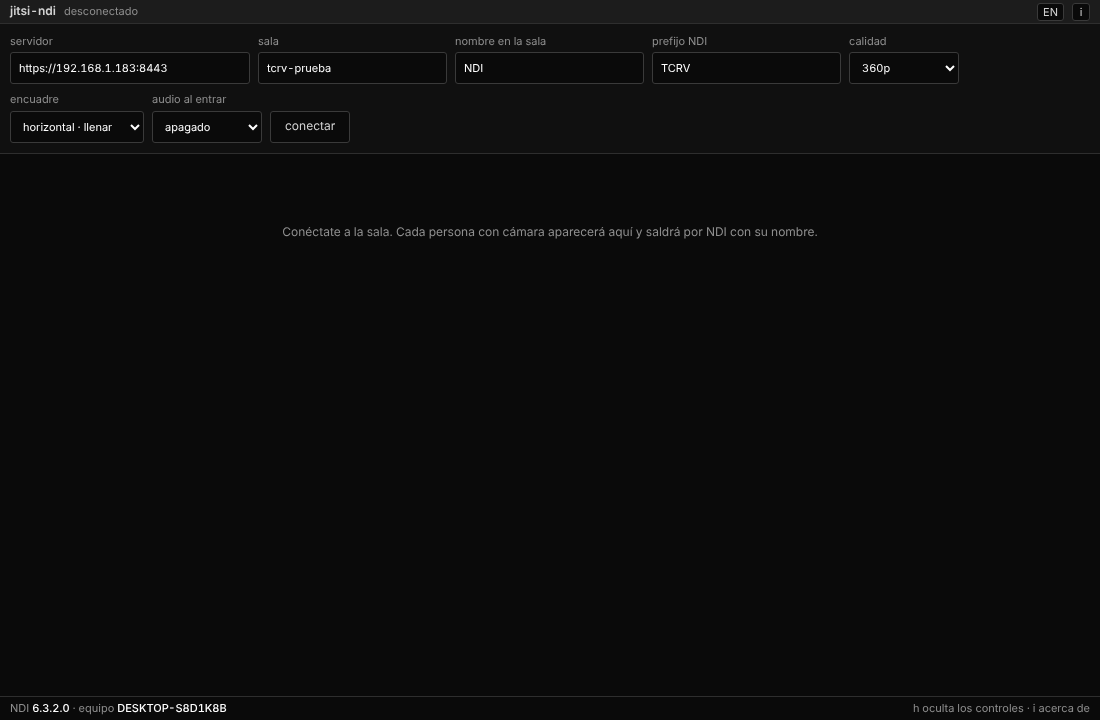 jitsi-ndi desconectado EN i
servidor sala nombre en la sala prefijo NDI calidad
https://192.168.1.183:8443 tcrv-prueba NDI TCRV 360p
encuadre audio al entrar
horizontal · llenar apagado conectar
Conéctate a la sala. Cada persona con cámara aparecerá aquí y saldrá por NDI con su nombre.
NDI 6.3.2.0 · equipo DESKTOP-S8D1K8B h oculta los controles · i acerca de